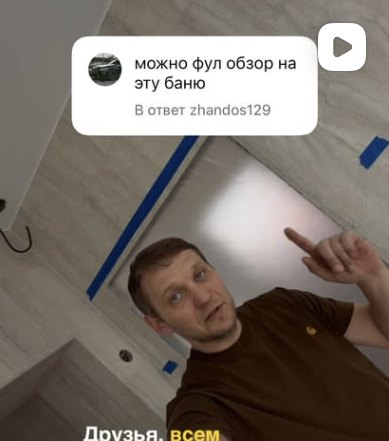 можно фул обзор на
эту баню
В ответ zhandos129
Друзья, всем